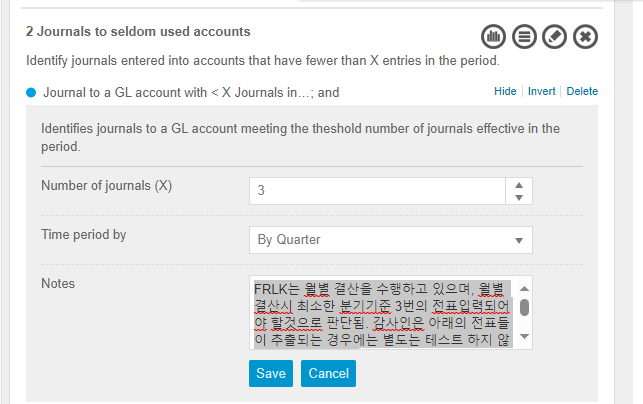 2 Journals to seldom used accounts
Identify journals entered into accounts that have fewer than X entries in the period.
Journal to a GL account with < X Journals in…; and
Hide Invert Delete
Identifies journals to a GL account meeting the theshold number of journals effective in the
period.
Number of journals (X)
3
Time period by
By Quarter
Notes
FRLK는 월별 결산을 수행하고 있으며, 월별
결산시 최소한 분기기준 3번의 전표입력되어
야 할것으로 판단됨. 감사인은 아래의 전표들
이 추출되는 경우에는 별도는 테스트 하지 않
Save Cancel